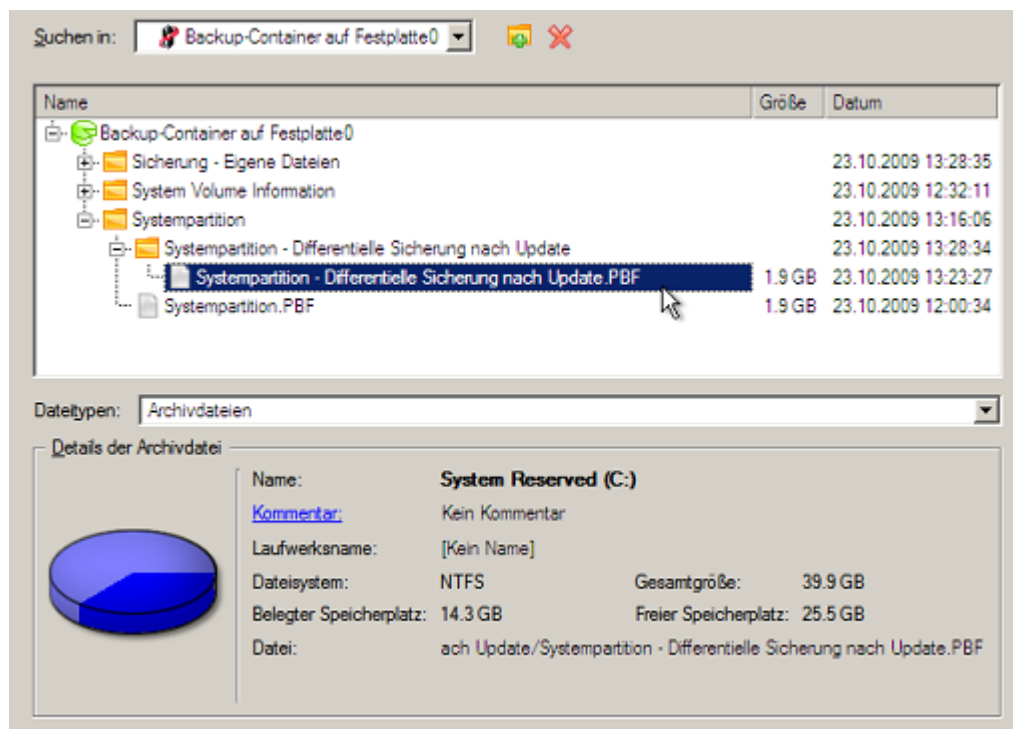 Suchen in: Backup-Container auf Festplatte0
Name Größe Datum
Backup-Container auf Festplatte0
Sicherung - Eigene Dateien 23.10.2009 13:28:35
System Volume Information 23.10.2009 12:32:11
Systempartition 23.10.2009 13:16:06
Systempartition - Differentielle Sicherung nach Update 23.10.2009 13:28:34
Systempartition - Differentielle Sicherung nach Update.PBF 1.9 GB 23.10.2009 13:23:27
Systempartition.PBF 1.9 GB 23.10.2009 12:00:34
Dateitypen: Archivdateien
Details der Archivdatei
Name: System Reserved (C:)
Kommentar: Kein Kommentar
Laufwerksname: [Kein Name]
Dateisystem: NTFS Gesamtgröße: 39.9 GB
Belegter Speicherplatz: 14.3 GB Freier Speicherplatz: 25.5 GB
Datei: ach Update/Systempartition - Differentielle Sicherung nach Update.PBF